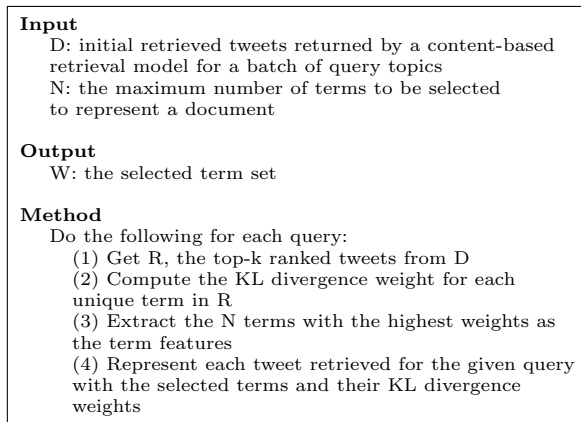 Input
D: initial retrieved tweets returned by a content-based
retrieval model for a batch of query topics
N: the maximum number of terms to be selected
to represent a document
Output
W: the selected term set
Method
Do the following for each query:
(1) Get R, the top-k ranked tweets from D
(2) Compute the KL divergence weight for each
unique term in R
(3) Extract the N terms with the highest weights as
the term features
(4) Represent each tweet retrieved for the given query
with the selected terms and their KL divergence
weights